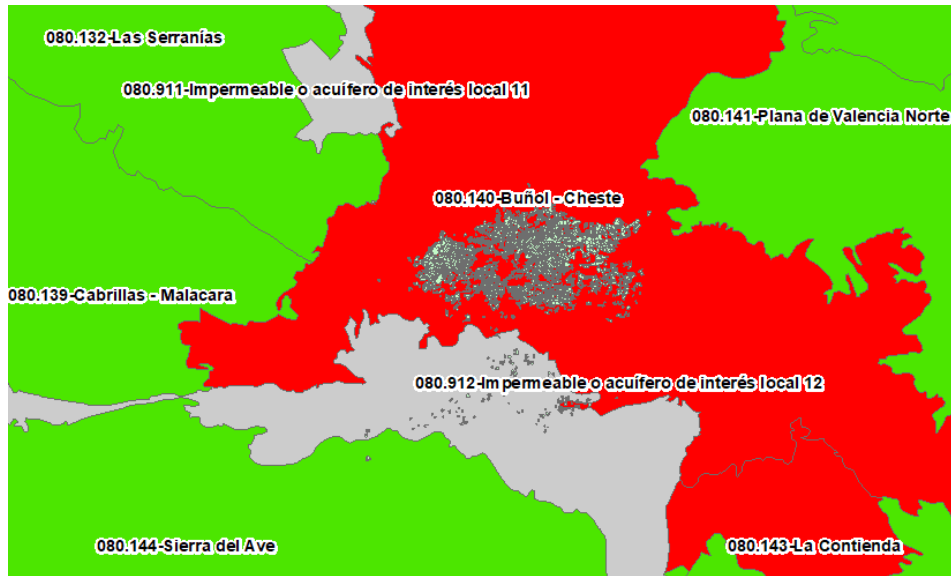 080.132-Las Serranías
080.911-Impermeable o acuífero de interés local 11
080.141-Plana de Valencia Norte
080.140-Buñol - Cheste
080.139-Cabrillas - Malacara
080.912-Impermeable o acuífero de interés local 12
080.144-Sierra del Ave
080.143-La Contienda